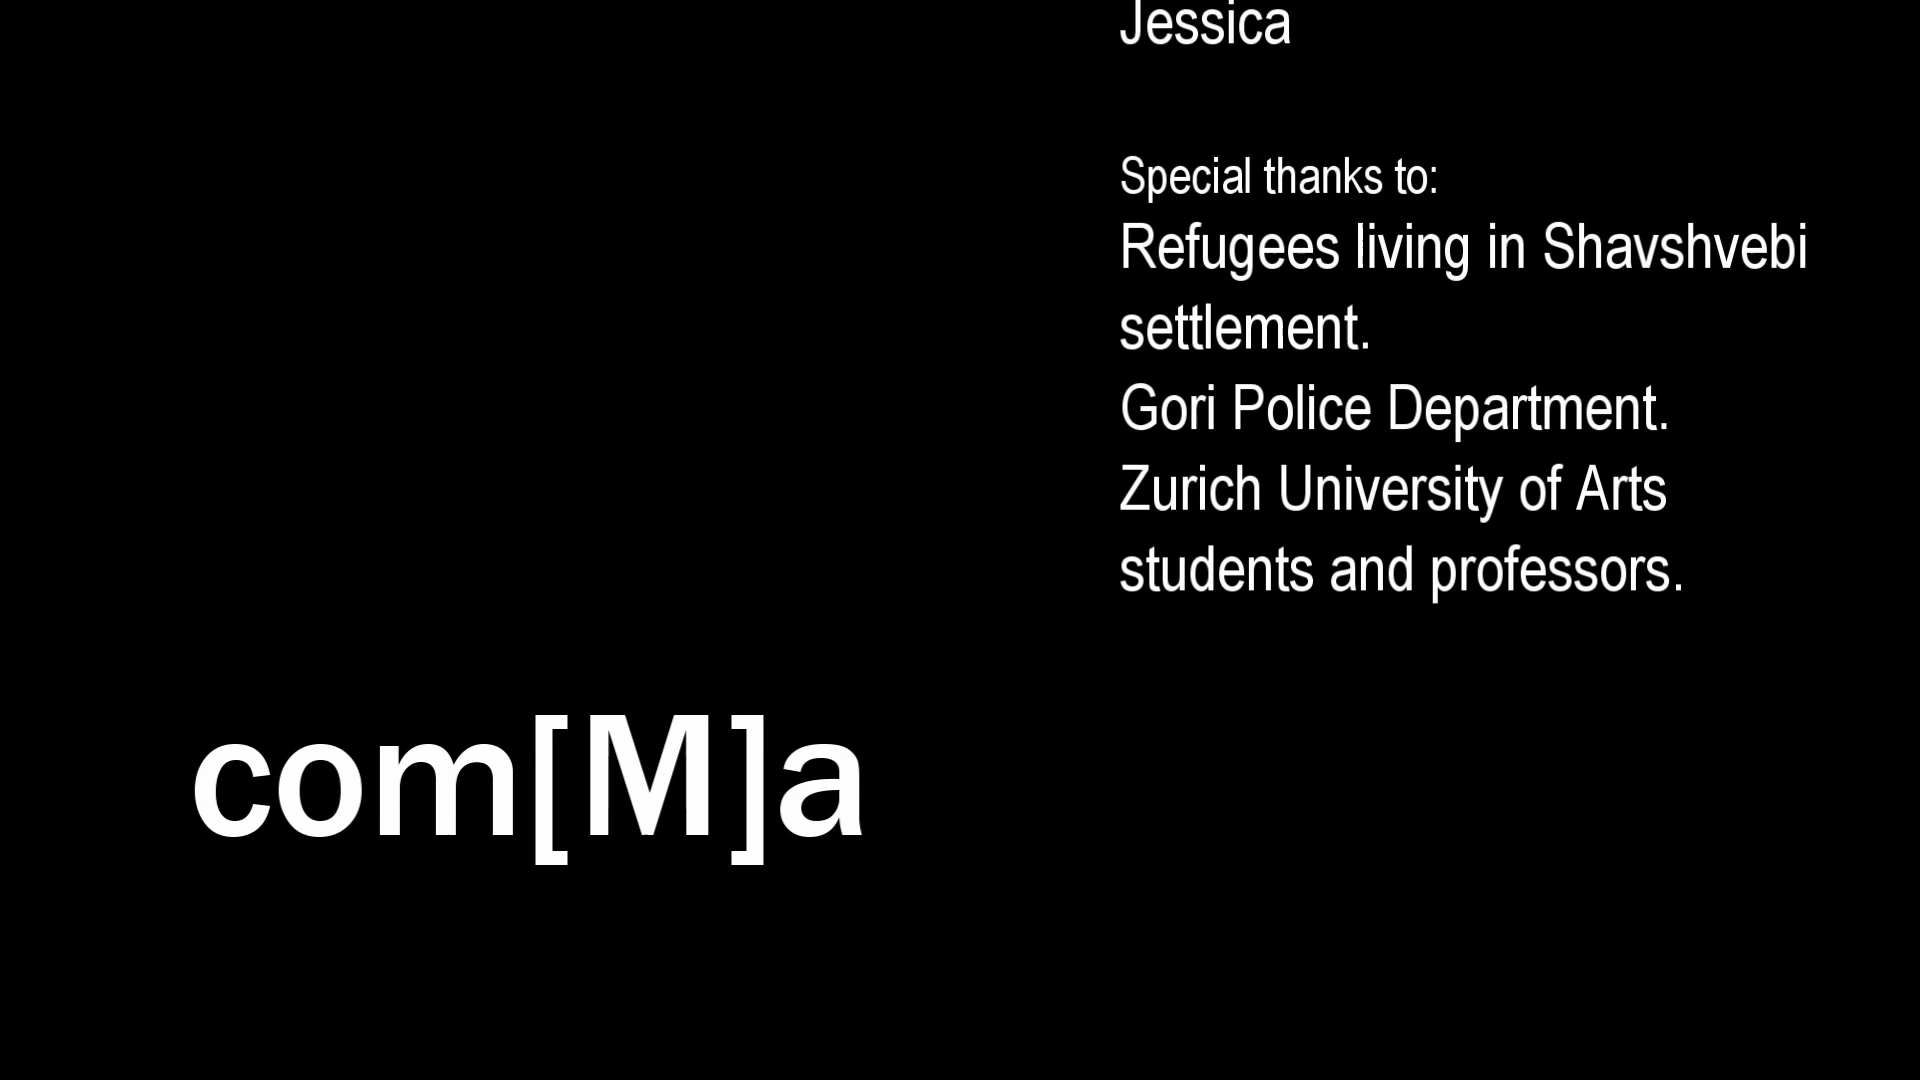 Jessica
Special thanks to:
Refugees living in Shavshvebi
settlement.
Gori Police Department.
Zurich University of Arts
students and professors.
com[M]a